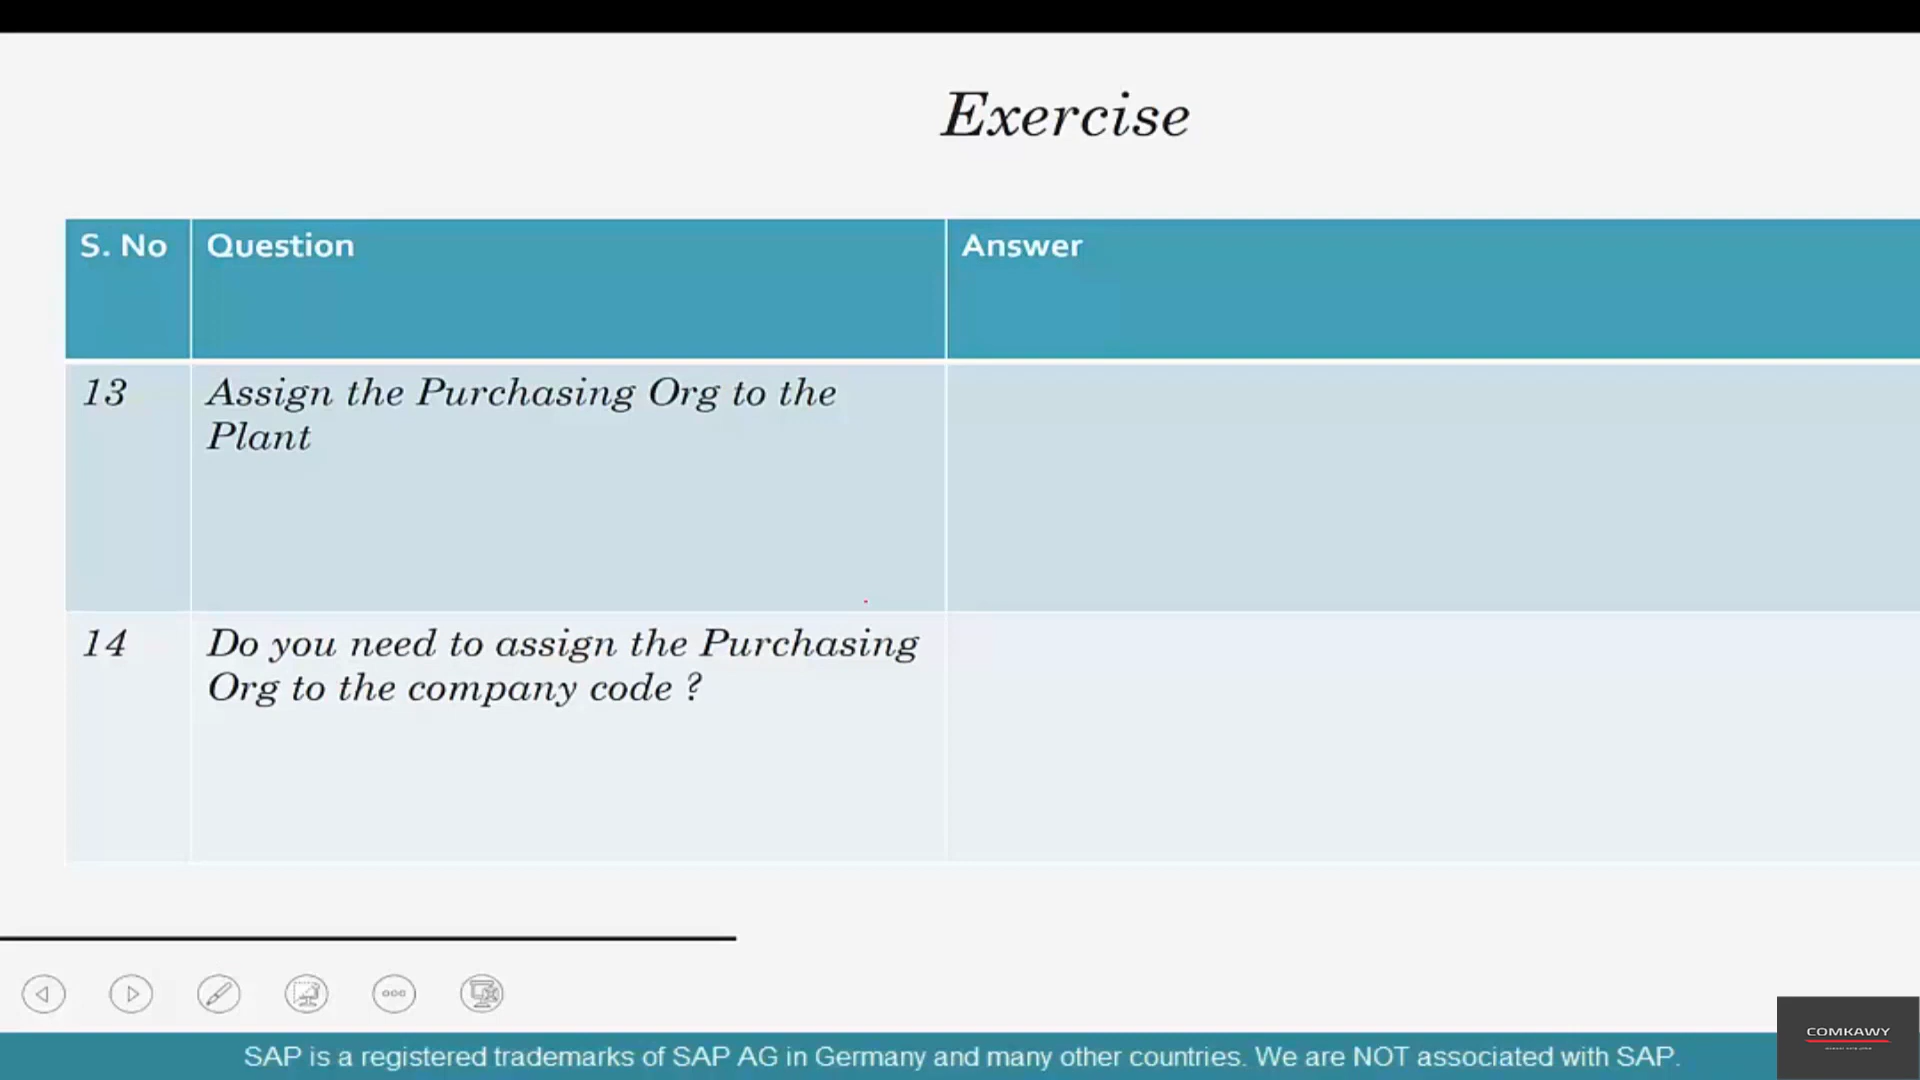 Exercise
S. No Question Answer
13 Assign the Purchasing Org to the
Plant
14 Do you need to assign the Purchasing
Org to the company code ?
SAP is a registered trademarks of SAP AG in Germany and many other countries. We are NOT associated with SAP.
COMKAWY